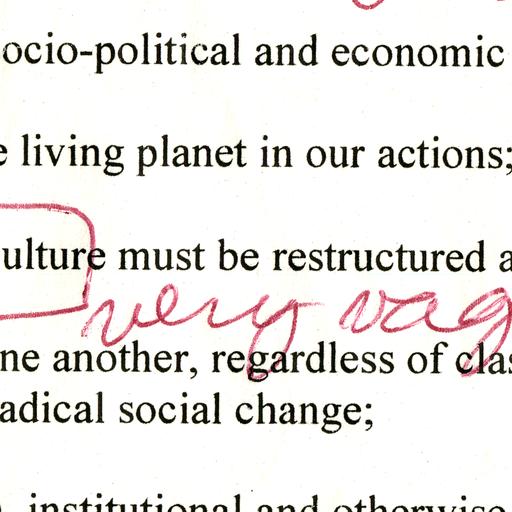 ocio-political and economic
e living planet in our actions;
ulture must be restructured a
very vag
ne another, regardless of clas
adical social change;
, institutional and otherwise